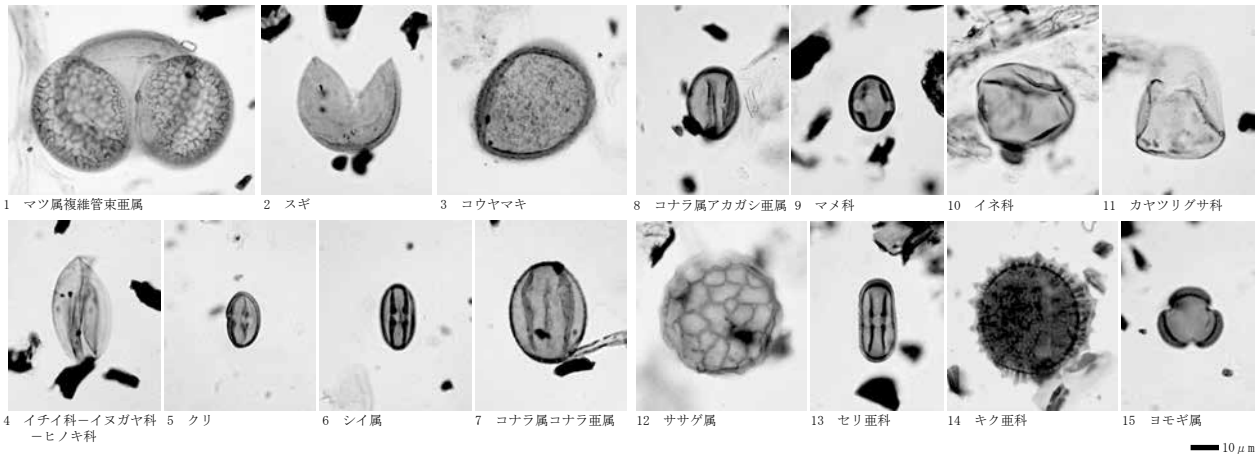 1 マツ属複維管束亜属
2 スギ
3 コウヤマキ
8 コナラ属アカガシ亜属
9 マメ科
10 イネ科
11 カヤツリグサ科
4 イチイ科−イヌガヤ科
−ヒノキ科
5 クリ
6 シイ属
7 コナラ属コナラ亜属
12 ササゲ属
13 セリ亜科
14 キク亜科
15 ヨモギ属
10μm